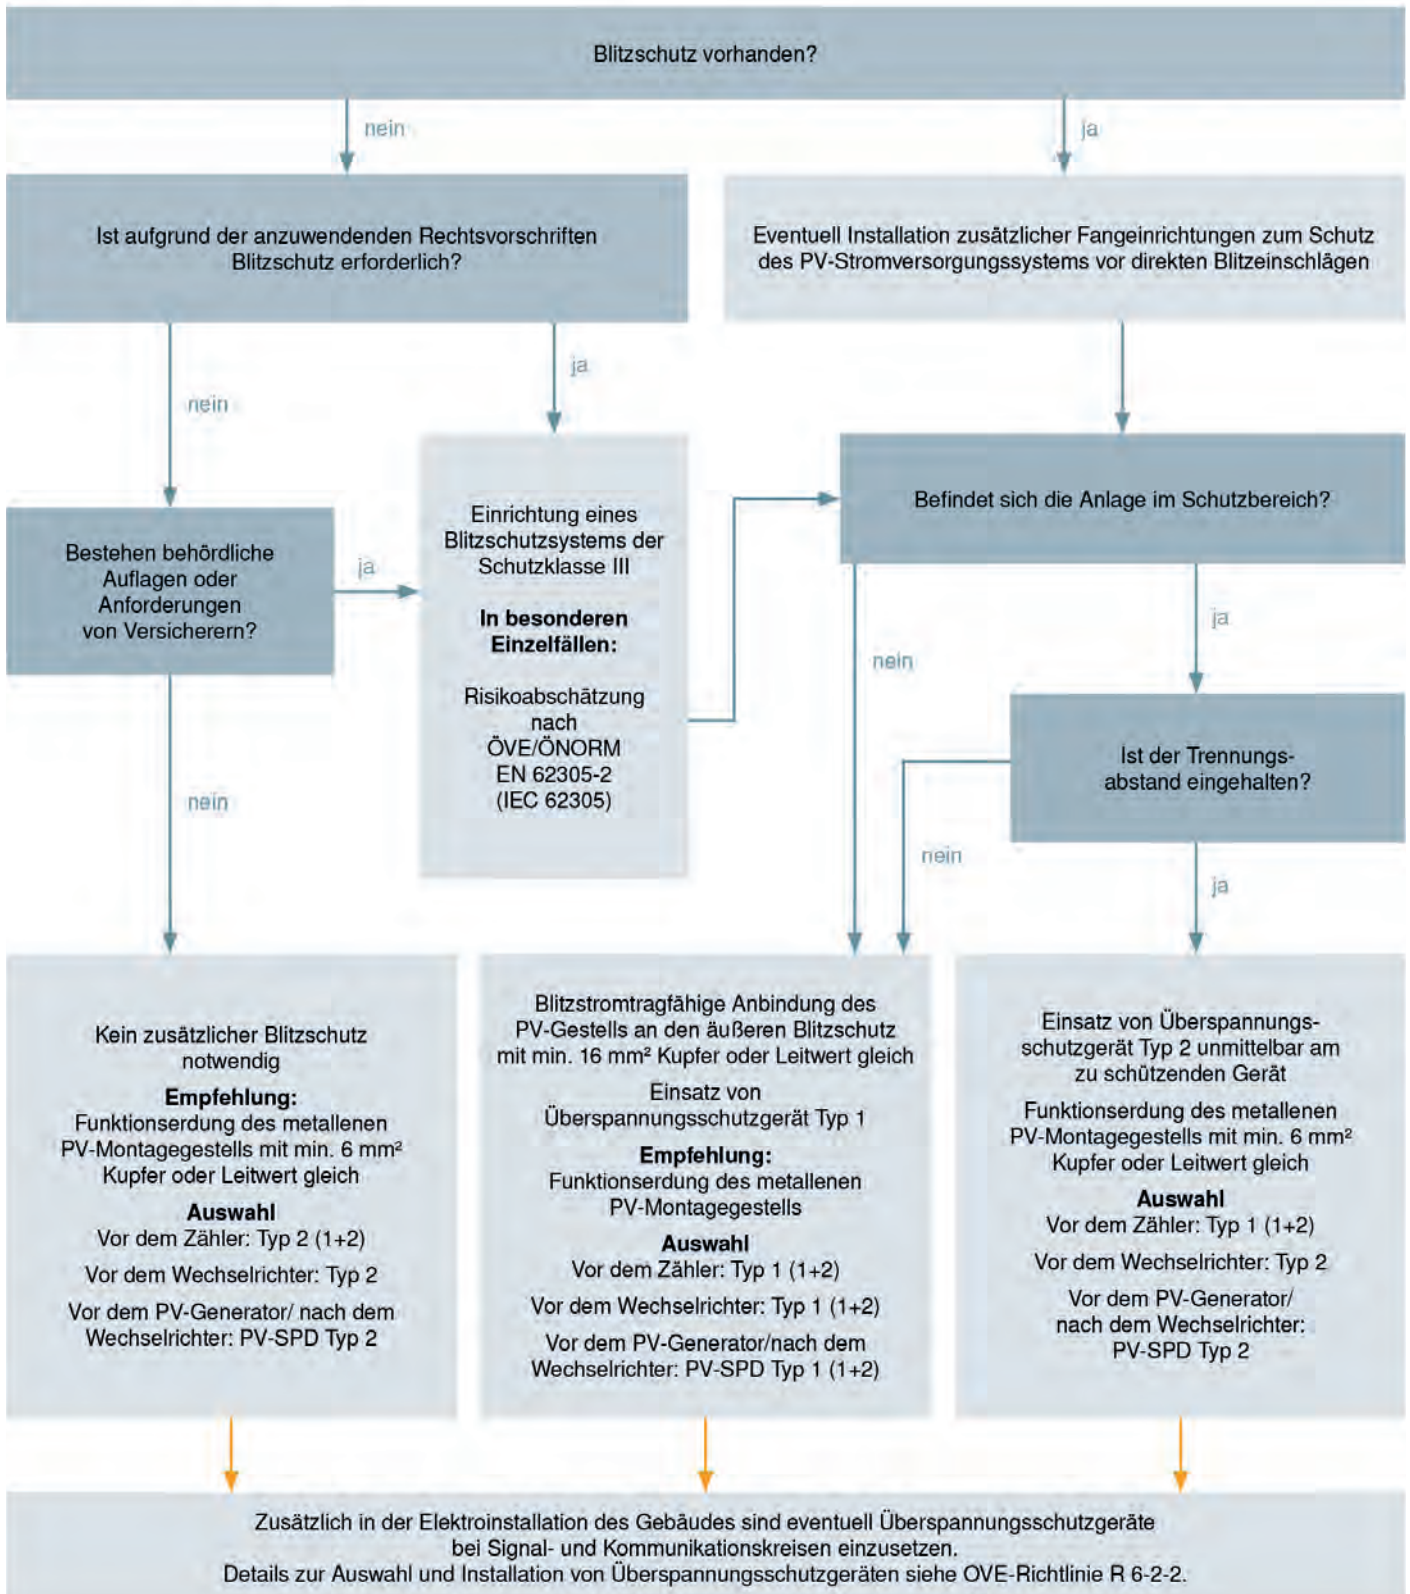 Blitzschutz vorhanden?
nein
ja
Ist aufgrund der anzuwendenden Rechtsvorschriften
Blitzschutz erforderlich?
Eventuell Installation zusätzlicher Fangeinrichtungen zum Schutz
des PV-Stromversorgungssystems vor direkten Blitzeinschlägen
nein
ja
Bestehen behördliche
Auflagen oder
Anforderungen
von Versicherern?
ja
Einrichtung eines
Blitzschutzsystems der
Schutzklasse III
In besonderen
Einzelfällen:
Risikoabschätzung
nach
ÖVE/ÖNORM
EN 62305-2
(IEC 62305)
Befindet sich die Anlage im Schutzbereich?
nein
ja
Ist der Trennungs-
abstand eingehalten?
nein
nein
ja
Kein zusätzlicher Blitzschutz
notwendig
Empfehlung:
Funktionserdung des metallenen
PV-Montagegestells mit min. 6 mm²
Kupfer oder Leitwert gleich
Auswahl
Vor dem Zähler: Typ 2 (1+2)
Vor dem Wechselrichter: Typ 2
Vor dem PV-Generator/ nach dem
Wechselrichter: PV-SPD Typ 2
Blitzstromtragfähige Anbindung des
PV-Gestells an den äußeren Blitzschutz
mit min. 16 mm² Kupfer oder Leitwert gleich
Einsatz von
Überspannungsschutzgerät Typ 1
Empfehlung:
Funktionserdung des metallenen
PV-Montagegestells
Auswahl
Vor dem Zähler: Typ 1 (1+2)
Vor dem Wechselrichter: Typ 1 (1+2)
Vor dem PV-Generator/nach dem
Wechselrichter: PV-SPD Typ 1 (1+2)
Einsatz von Überspannungs-
schutzgerät Typ 2 unmittelbar am
zu schützenden Gerät
Funktionserdung des metallenen
PV-Montagegestells mit min. 6 mm²
Kupfer oder Leitwert gleich
Auswahl
Vor dem Zähler: Typ 1 (1+2)
Vor dem Wechselrichter: Typ 2
Vor dem PV-Generator/
nach dem Wechselrichter:
PV-SPD Typ 2
Zusätzlich in der Elektroinstallation des Gebäudes sind eventuell Überspannungsschutzgeräte
bei Signal- und Kommunikationskreisen einzusetzen.
Details zur Auswahl und Installation von Überspannungsschutzgeräten siehe OVE-Richtlinie R 6-2-2.